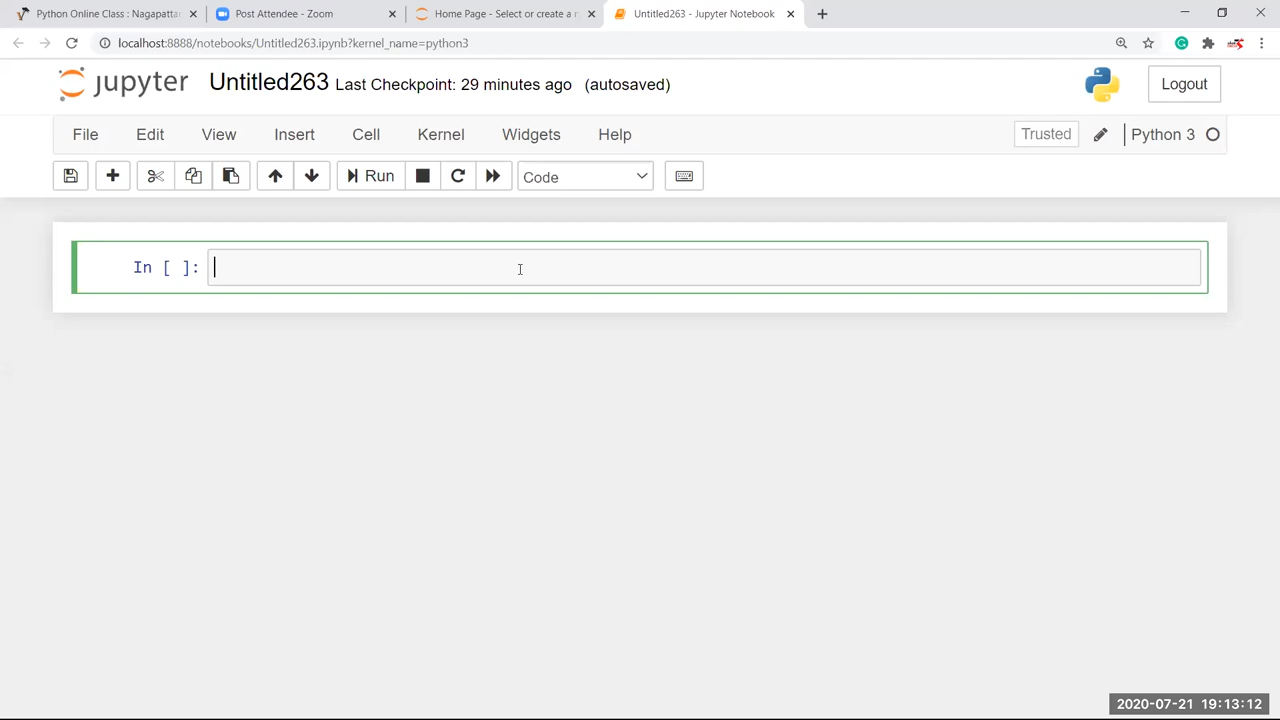 Python Online Class : Nagapattai
Post Attendee - Zoom
Home Page - Select or create a n
Untitled263 - Jupyter Notebook
localhost:8888/notebooks/Untitled263.ipynb?kernel_name=python3
jupyter Untitled263 Last Checkpoint: 29 minutes ago (autosaved)
Logout
File Edit View Insert Cell Kernel Widgets Help
Trusted
Python 3
Run
Code
In [ ]:
2020-07-21 19:13:12